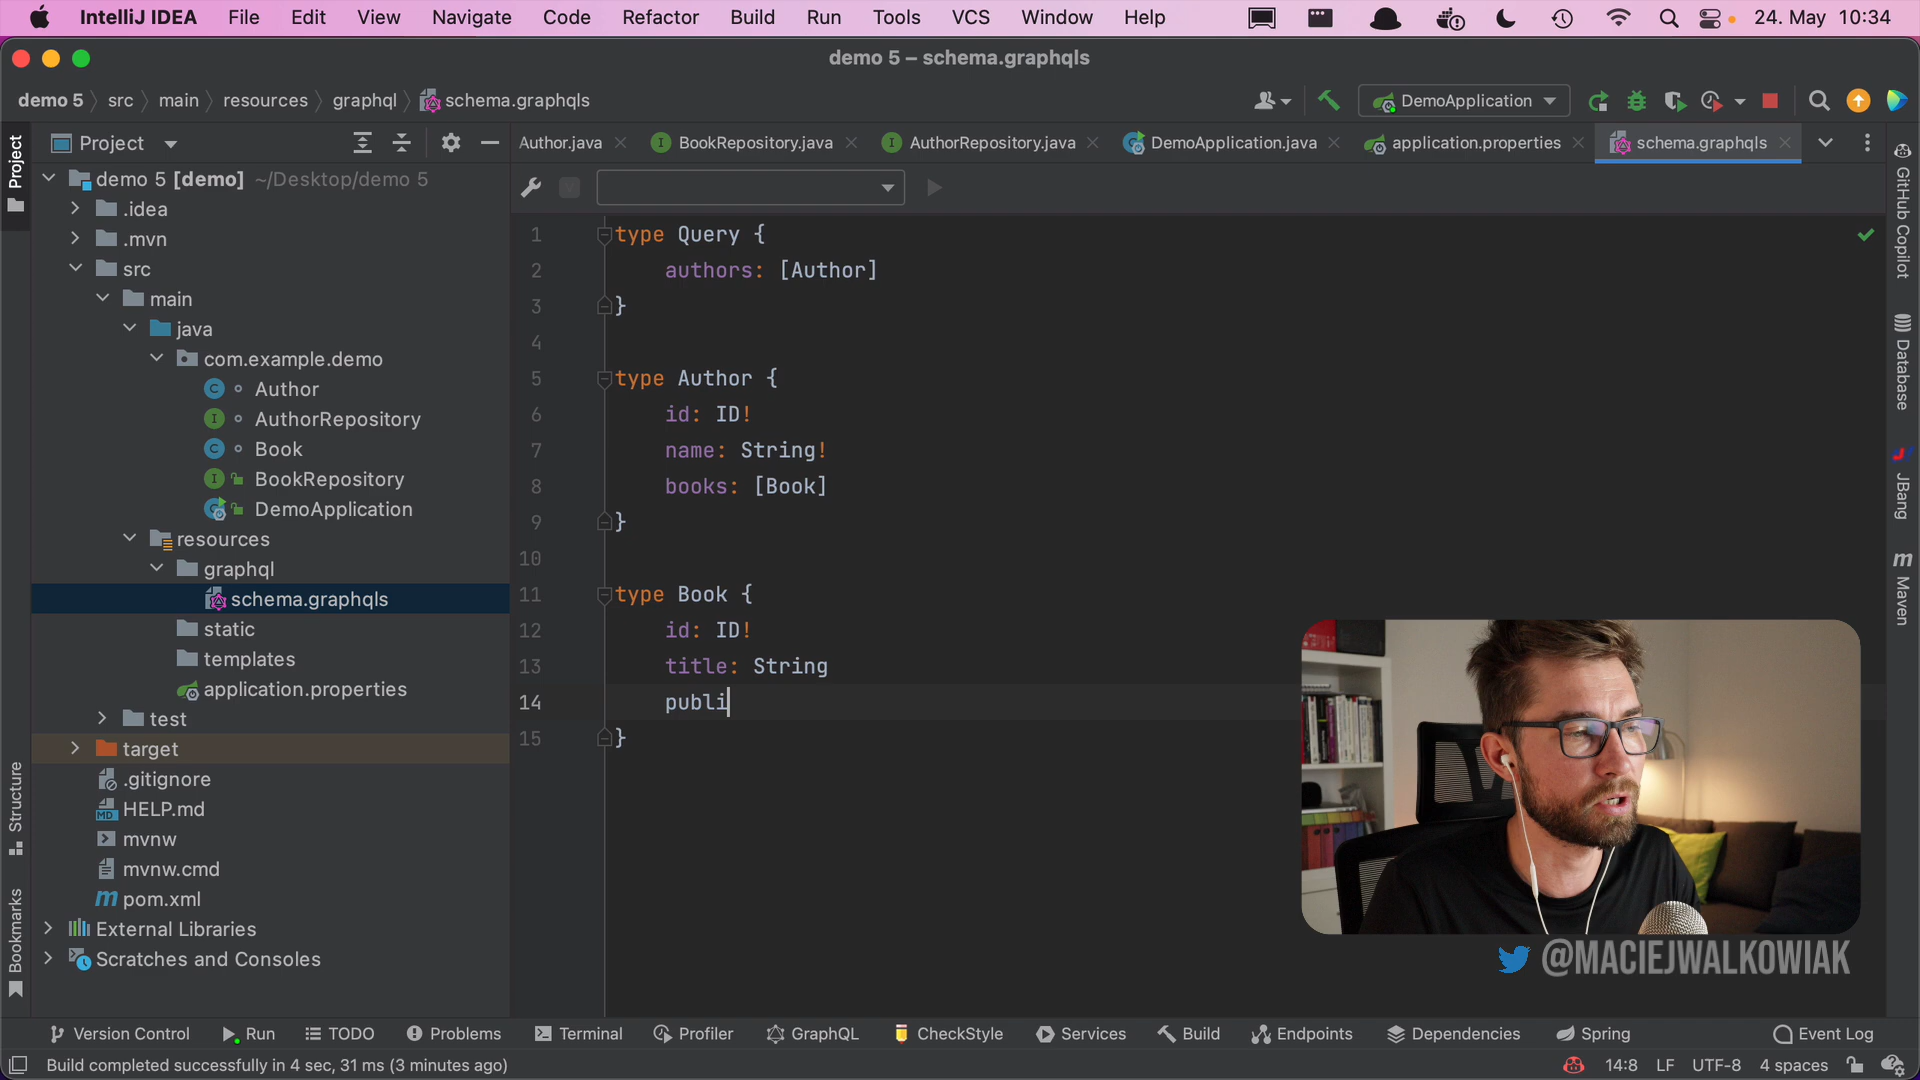 IntelliJ IDEA File Edit View Navigate Code Refactor Build Run Tools VCS Window Help 24. May 10:34
demo 5 – schema.graphqls
demo 5 src main resources graphql schema.graphqls DemoApplication
Project Author.java BookRepository.java AuthorRepository.java DemoApplication.java application.properties schema.graphqls
demo 5 [demo] ~/Desktop/demo 5
.idea
.mvn
src
main
java
com.example.demo
Author
AuthorRepository
Book
BookRepository
DemoApplication
resources
graphql
schema.graphqls
static
templates
application.properties
test
target
.gitignore
HELP.md
mvnw
mvnw.cmd
pom.xml
External Libraries
Scratches and Consoles
1 type Query {
2 authors: [Author]
3 }
4
5 type Author {
6 id: ID!
7 name: String!
8 books: [Book]
9 }
10
11 type Book {
12 id: ID!
13 title: String
14 publi
15 }
Project
Structure
Bookmarks
GitHub Copilot
Database
JBang
Maven
@MACIEJWALKOWIAK
Version Control Run TODO Problems Terminal Profiler GraphQL CheckStyle Services Build Endpoints Dependencies Spring Event Log
Build completed successfully in 4 sec, 31 ms (3 minutes ago) 14:8 LF UTF-8 4 spaces